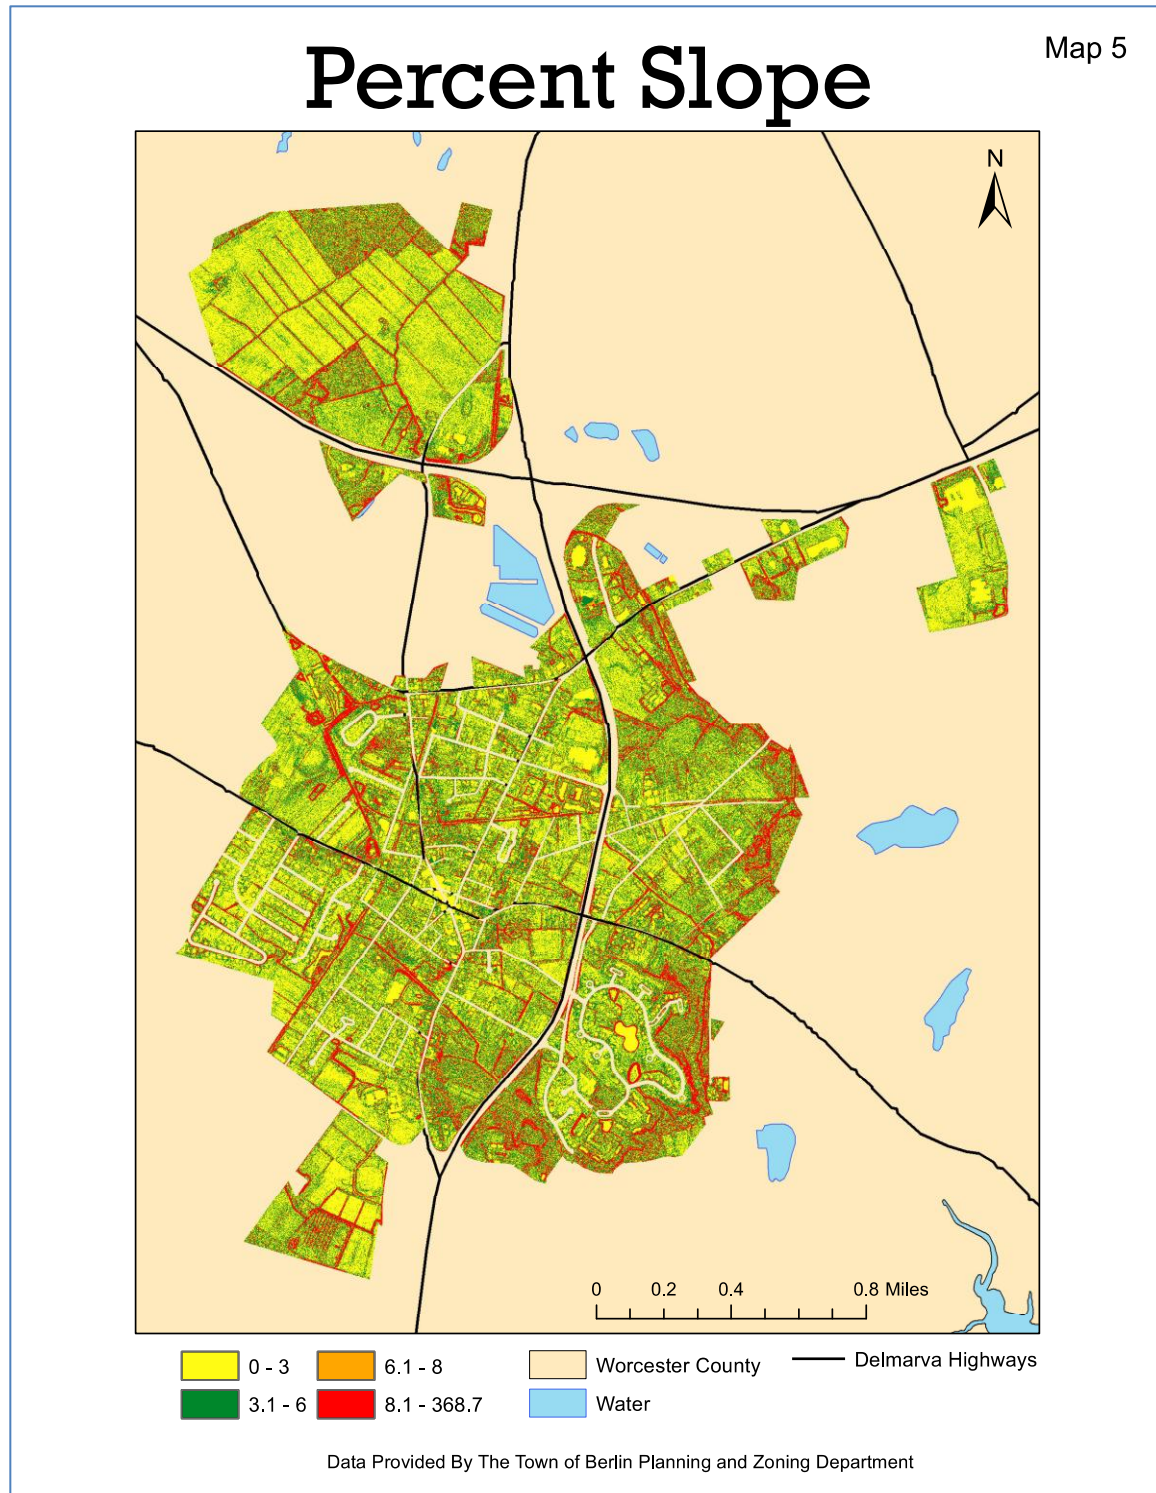 Map 5
Percent Slope
N
0 0.2 0.4 0.8 Miles
0 - 3
6.1 - 8
Worcester County
Delmarva Highways
3.1 - 6
8.1 - 368.7
Water
Data Provided By The Town of Berlin Planning and Zoning Department